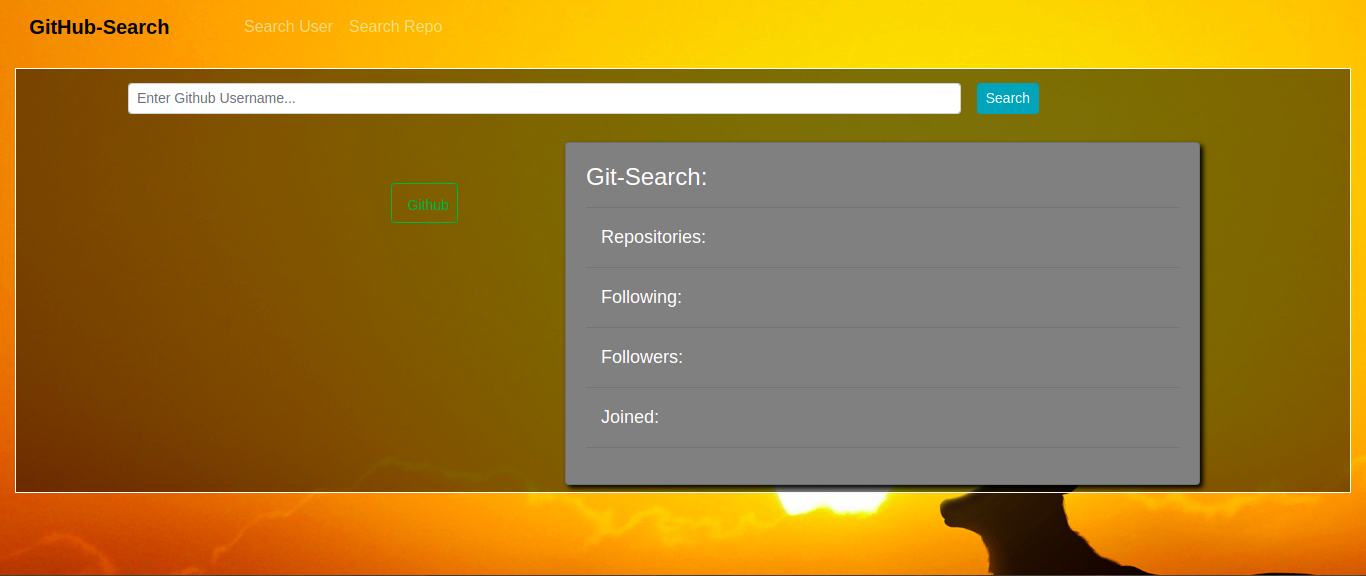 GitHub-Search Search User Search Repo
Enter Github Username... Search
Git-Search:
Github
Repositories:
Following:
Followers:
Joined: